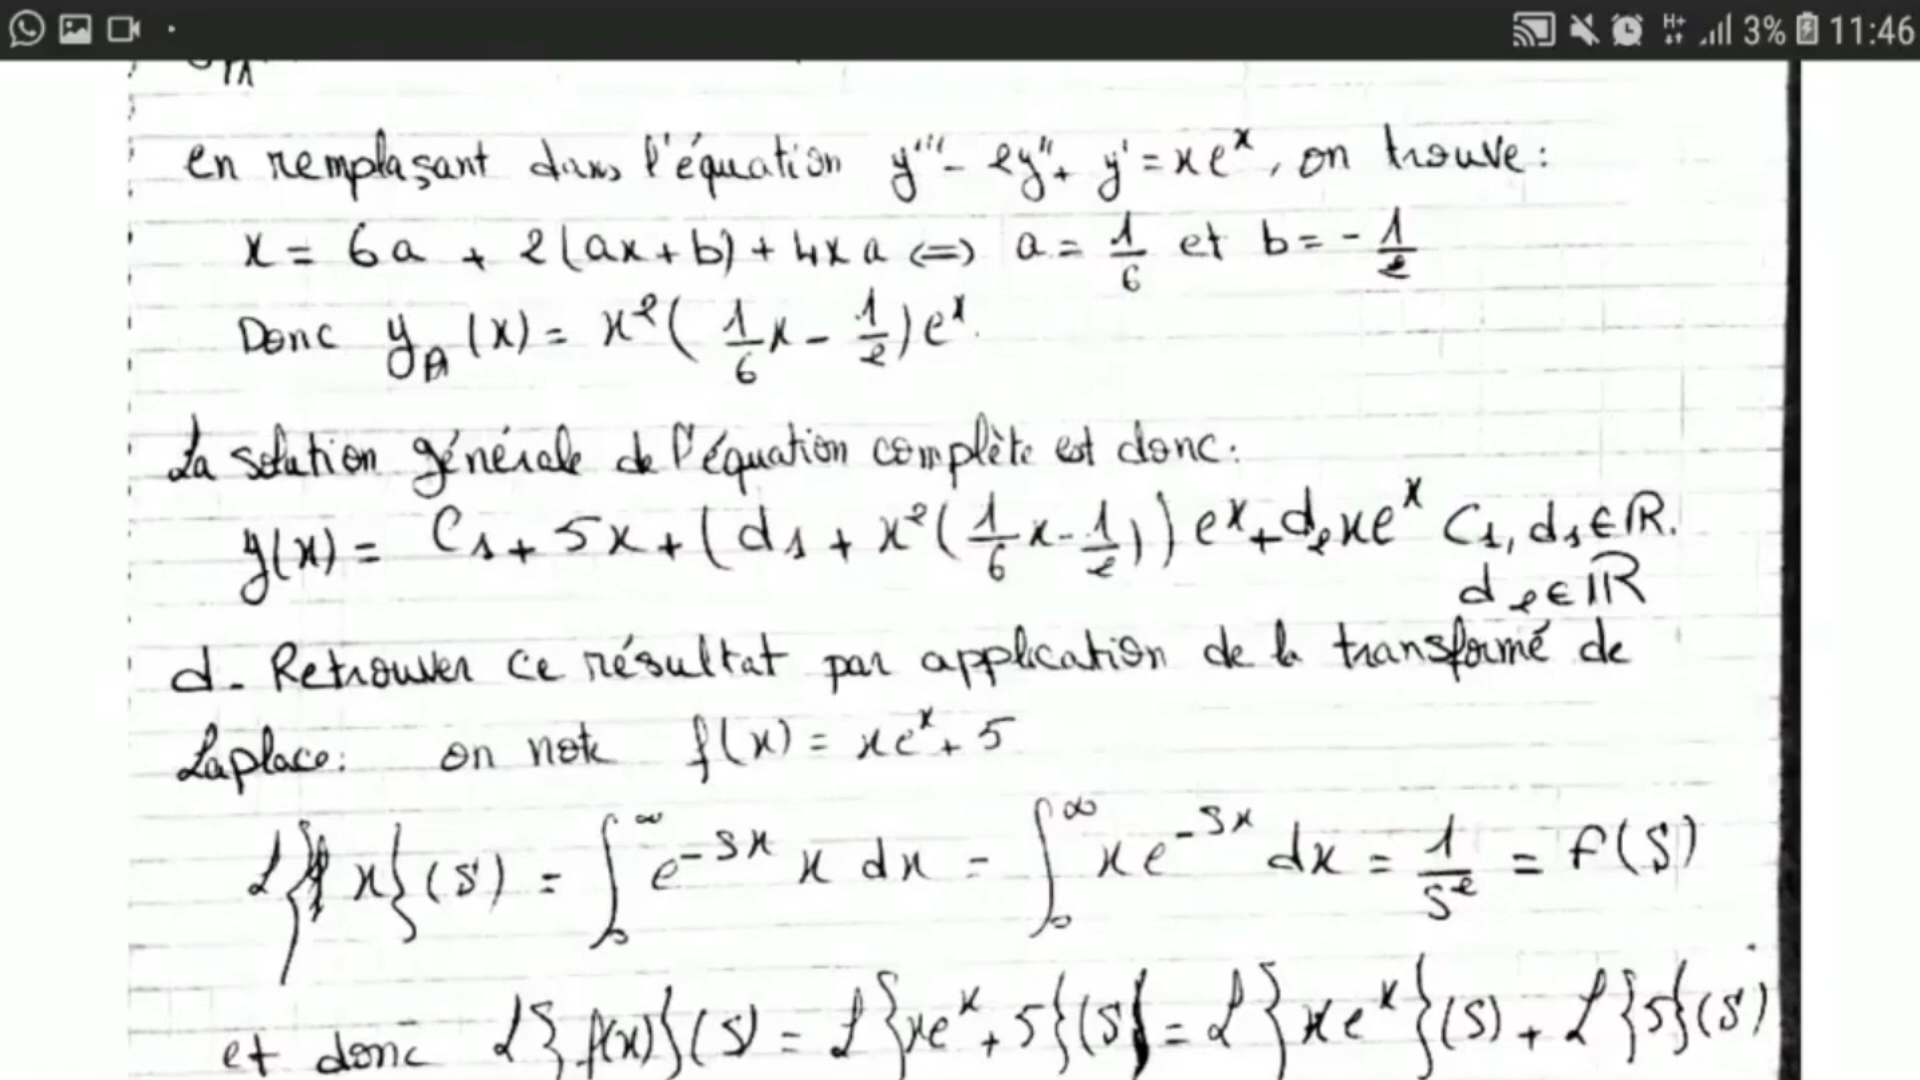 3% 11:46
en remplaşant dans l'équation y''' - 2y'' + y' = xe^x, on trouve :
x = 6a + 2(ax+b) + 4xa <=> a = 1/6 et b = - 1/2
Donc y_A(x) = x²( 1/6 x - 1/2 ) e^x.
La solution générale de l'équation complète est donc :
y(x) = C₁ + 5x + ( d₁ + x²( 1/6 x - 1/2 )) e^x + d₂xe^x C₁, d₁ ∈ ℝ.
d₂ ∈ ℝ
d - Retrouver ce résultat par application de la transformé de
Laplace : on note f(x) = xe^x + 5
L{x}(s) = ∫₀^∞ e^-sx x dx = ∫₀^∞ xe^-sx dx = 1/s² = F(s)
et donc L{f(x)}(s) = L{xe^x + 5}(s) = L{xe^x}(s) + L{5}(s)